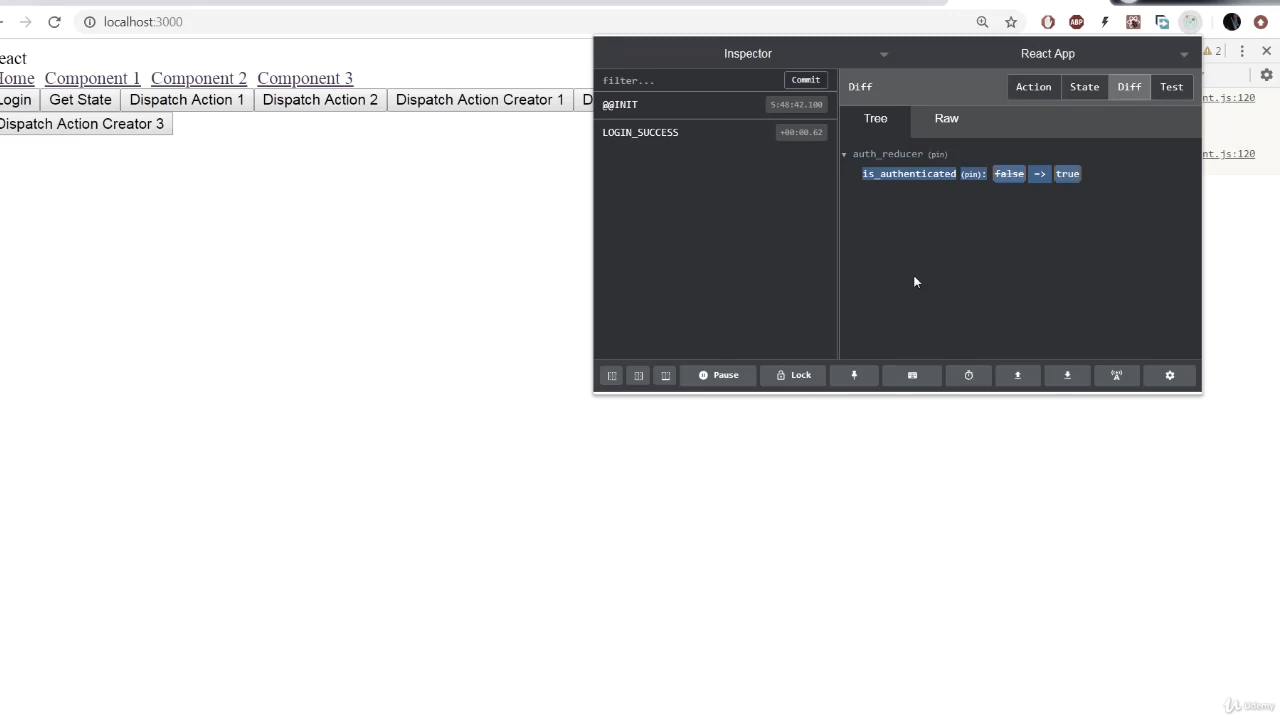 localhost:3000
ABP
eact
Home Component 1 Component 2 Component 3
Login Get State Dispatch Action 1 Dispatch Action 2 Dispatch Action Creator 1 D
Dispatch Action Creator 3
Inspector React App
filter... Commit
@@INIT 5:48:42.100
LOGIN_SUCCESS +00:00.62
Diff Action State Diff Test
Tree Raw
auth_reducer (pin)
is_authenticated (pin): false -> true
Pause Lock
2
nt.js:120
nt.js:120
Udemy